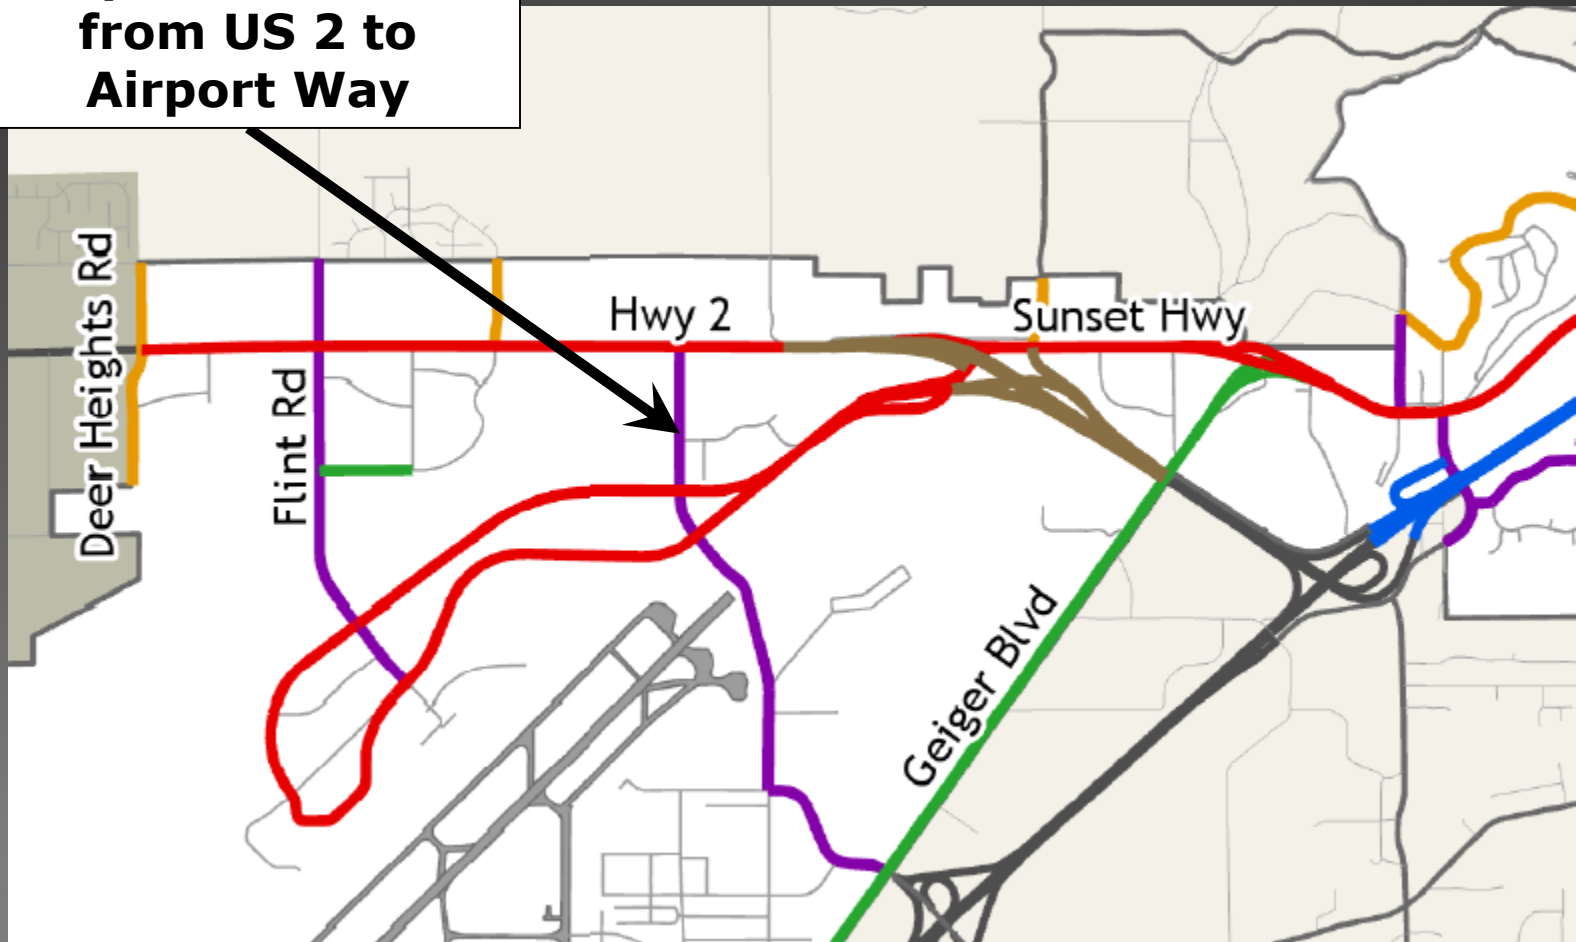 from US 2 to
Airport Way
Hwy 2
Sunset Hwy
Deer Heights Rd
Flint Rd
Geiger Blvd